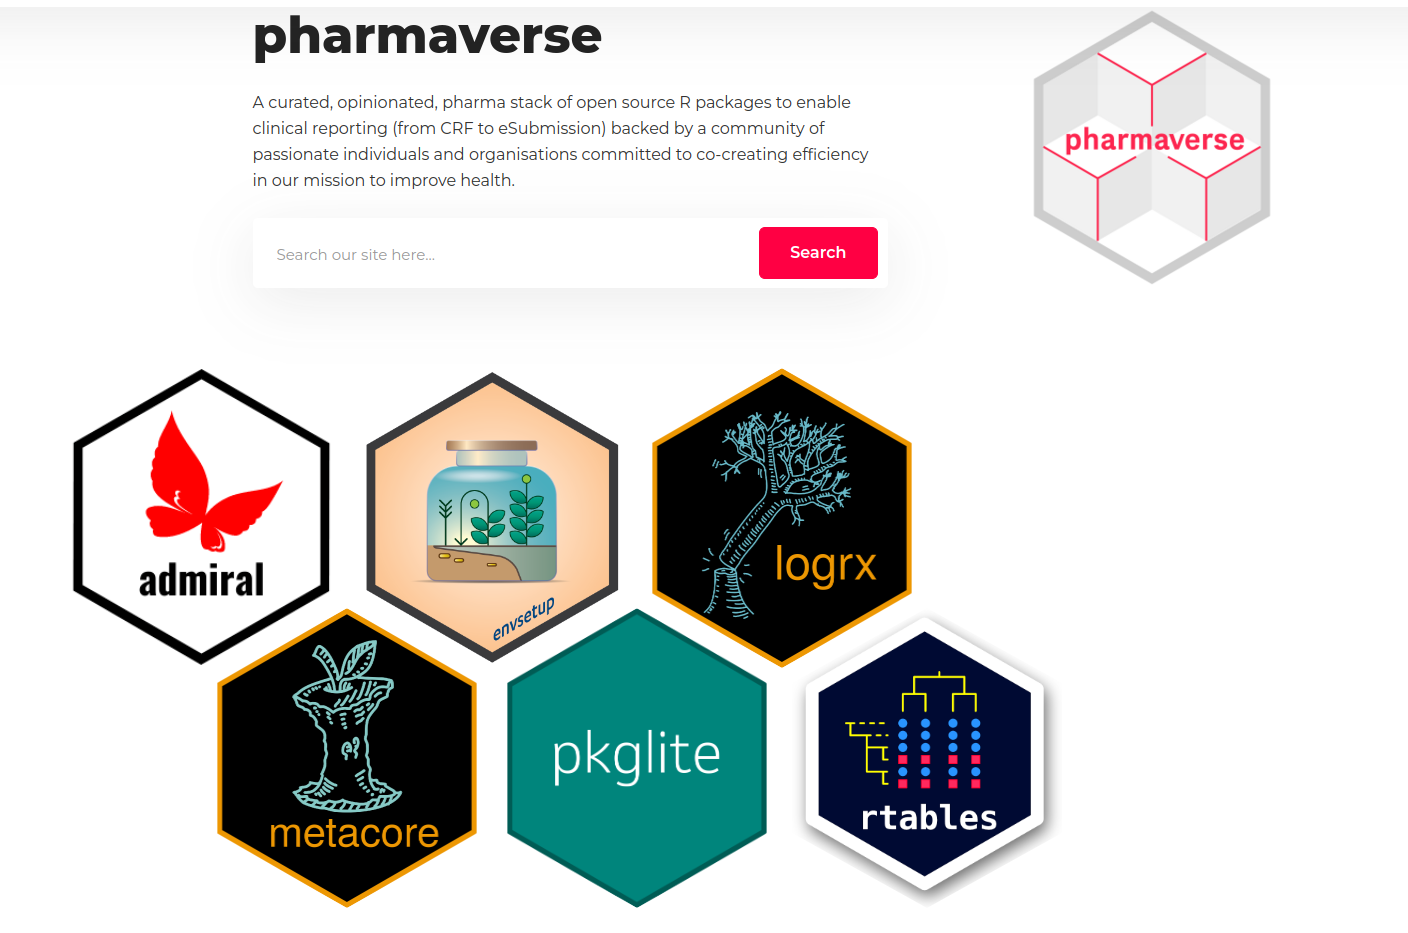 pharmaverse
A curated, opinionated, pharma stack of open source R packages to enable
clinical reporting (from CRF to eSubmission) backed by a community of
passionate individuals and organisations committed to co-creating efficiency
in our mission to improve health.
Search our site here...
Search
pharmaverse
admiral
envsetup
logrx
metacore
pkglite
rtables